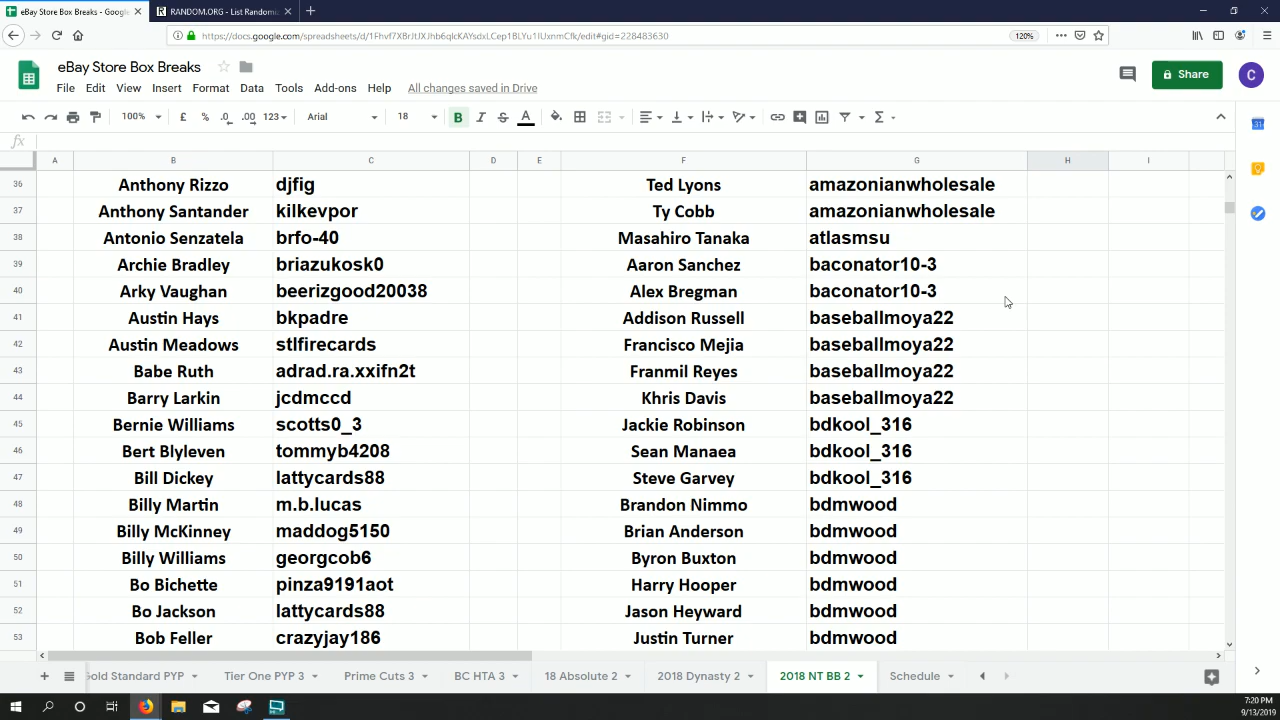 eBay Store Box Breaks - Google
RANDOM.ORG - List Randomi
https://docs.google.com/spreadsheets/d/1Fhvf7XBrJtJXJhb6qlcKAYsdxLCep1BLYu1IUxnmCfk/edit#gid=228483630
120%
eBay Store Box Breaks
File Edit View Insert Format Data Tools Add-ons Help All changes saved in Drive
Share
C
100% £ % .0 .00 123 Arial 18 B I S A
fx
A B C D E F G H I
36 Anthony Rizzo djfig Ted Lyons amazonianwholesale
37 Anthony Santander kilkevpor Ty Cobb amazonianwholesale
38 Antonio Senzatela brfo-40 Masahiro Tanaka atlasmsu
39 Archie Bradley briazukosk0 Aaron Sanchez baconator10-3
40 Arky Vaughan beerizgood20038 Alex Bregman baconator10-3
41 Austin Hays bkpadre Addison Russell baseballmoya22
42 Austin Meadows stlfirecards Francisco Mejia baseballmoya22
43 Babe Ruth adrad.ra.xxifn2t Franmil Reyes baseballmoya22
44 Barry Larkin jcdmccd Khris Davis baseballmoya22
45 Bernie Williams scotts0_3 Jackie Robinson bdkool_316
46 Bert Blyleven tommyb4208 Sean Manaea bdkool_316
47 Bill Dickey lattycards88 Steve Garvey bdkool_316
48 Billy Martin m.b.lucas Brandon Nimmo bdmwood
49 Billy McKinney maddog5150 Brian Anderson bdmwood
50 Billy Williams georgcob6 Byron Buxton bdmwood
51 Bo Bichette pinza9191aot Harry Hooper bdmwood
52 Bo Jackson lattycards88 Jason Heyward bdmwood
53 Bob Feller crazyjay186 Justin Turner bdmwood
Gold Standard PYP Tier One PYP 3 Prime Cuts 3 BC HTA 3 18 Absolute 2 2018 Dynasty 2 2018 NT BB 2 Schedule
7:20 PM
9/13/2019